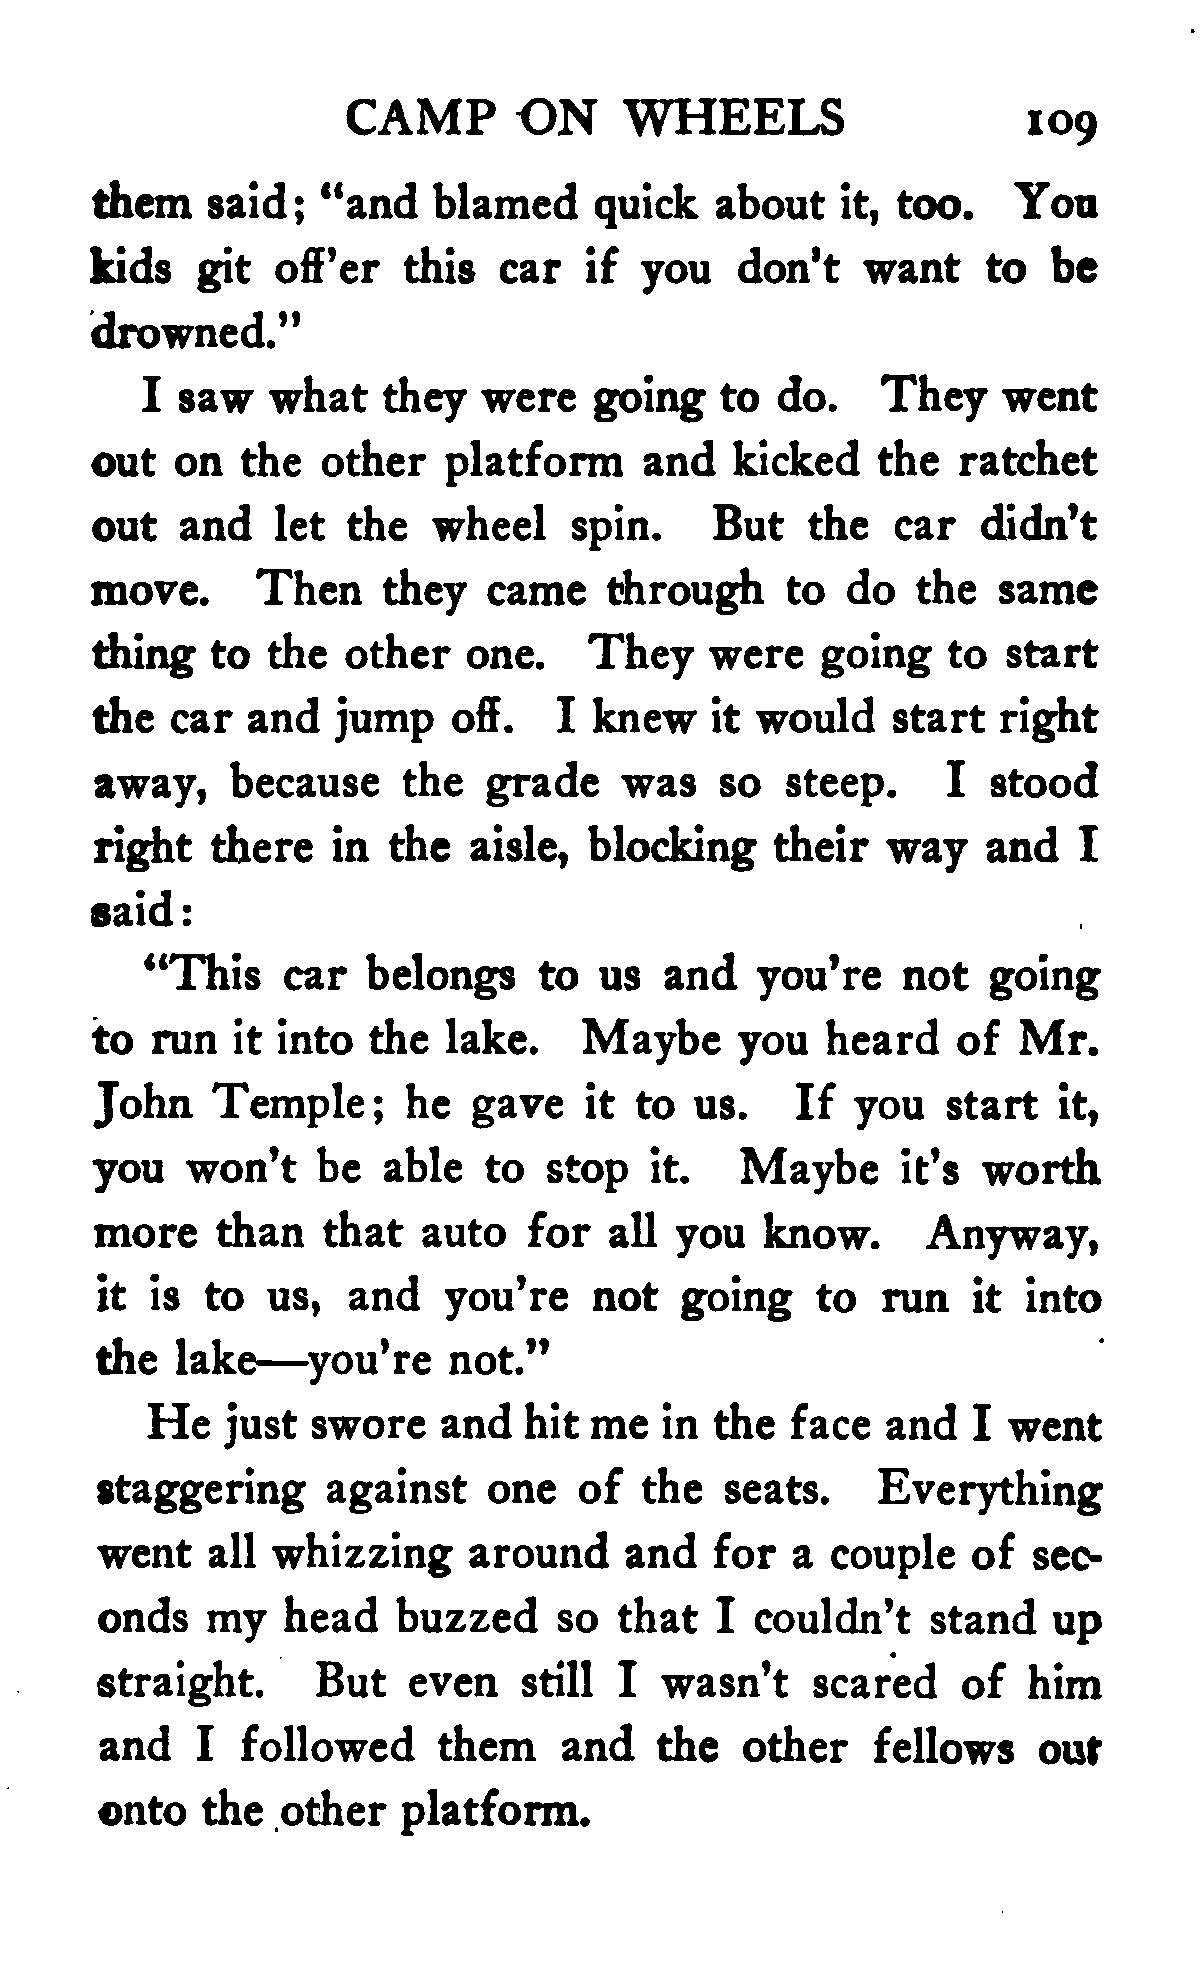 CAMP ON WHEELS 109
them said; "and blamed quick about it, too. You
kids git off'er this car if you don't want to be
drowned."
I saw what they were going to do. They went
out on the other platform and kicked the ratchet
out and let the wheel spin. But the car didn't
move. Then they came through to do the same
thing to the other one. They were going to start
the car and jump off. I knew it would start right
away, because the grade was so steep. I stood
right there in the aisle, blocking their way and I
said:
"This car belongs to us and you're not going
to run it into the lake. Maybe you heard of Mr.
John Temple; he gave it to us. If you start it,
you won't be able to stop it. Maybe it's worth
more than that auto for all you know. Anyway,
it is to us, and you're not going to run it into
the lake—you're not."
He just swore and hit me in the face and I went
staggering against one of the seats. Everything
went all whizzing around and for a couple of sec-
onds my head buzzed so that I couldn't stand up
straight. But even still I wasn't scared of him
and I followed them and the other fellows out
onto the other platform.